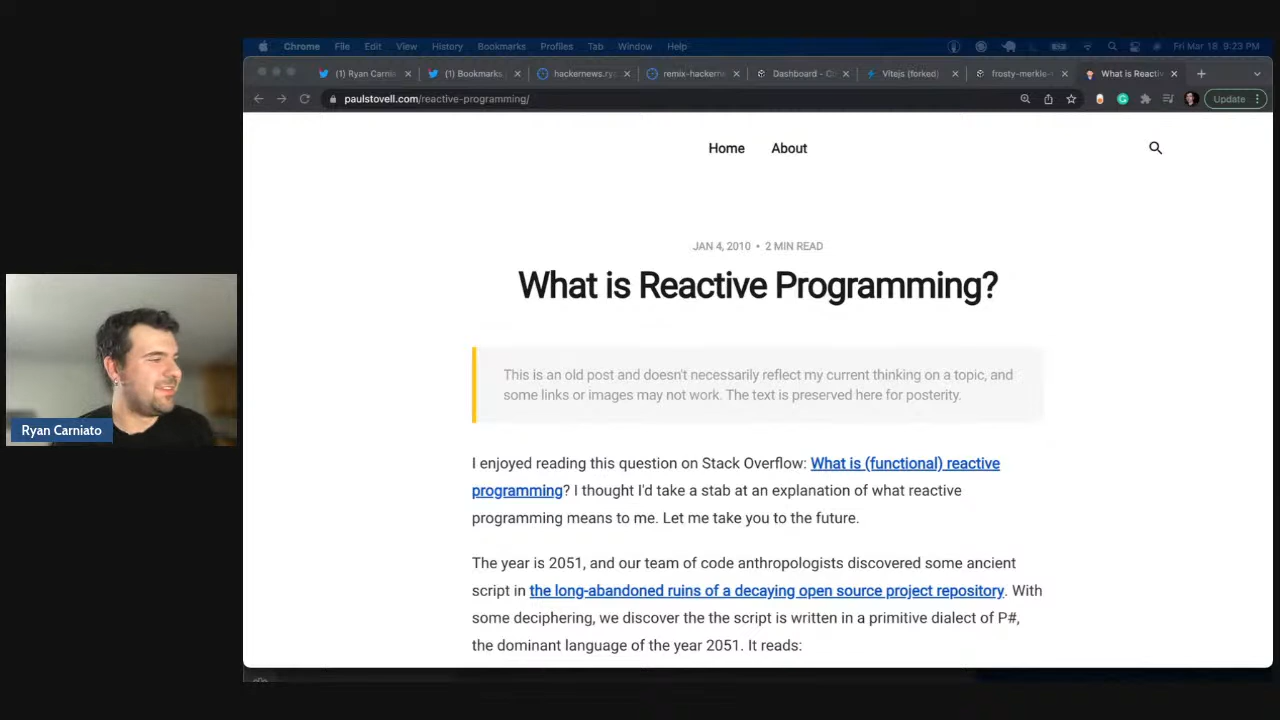 Chrome File Edit View History Bookmarks Profiles Tab Window Help Fri Mar 18 9:23 PM
(1) Ryan Carnia (1) Bookmarks hackernews.ry remix-hackern Dashboard - C Vitejs (forked) frosty-merkle- What is Reactiv
paulstovell.com/reactive-programming/ Update
Home About
JAN 4, 2010 • 2 MIN READ
What is Reactive Programming?
This is an old post and doesn't necessarily reflect my current thinking on a topic, and
some links or images may not work. The text is preserved here for posterity.
I enjoyed reading this question on Stack Overflow: What is (functional) reactive
programming? I thought I'd take a stab at an explanation of what reactive
programming means to me. Let me take you to the future.
The year is 2051, and our team of code anthropologists discovered some ancient
script in the long-abandoned ruins of a decaying open source project repository. With
some deciphering, we discover the the script is written in a primitive dialect of P#,
the dominant language of the year 2051. It reads:
Ryan Carniato